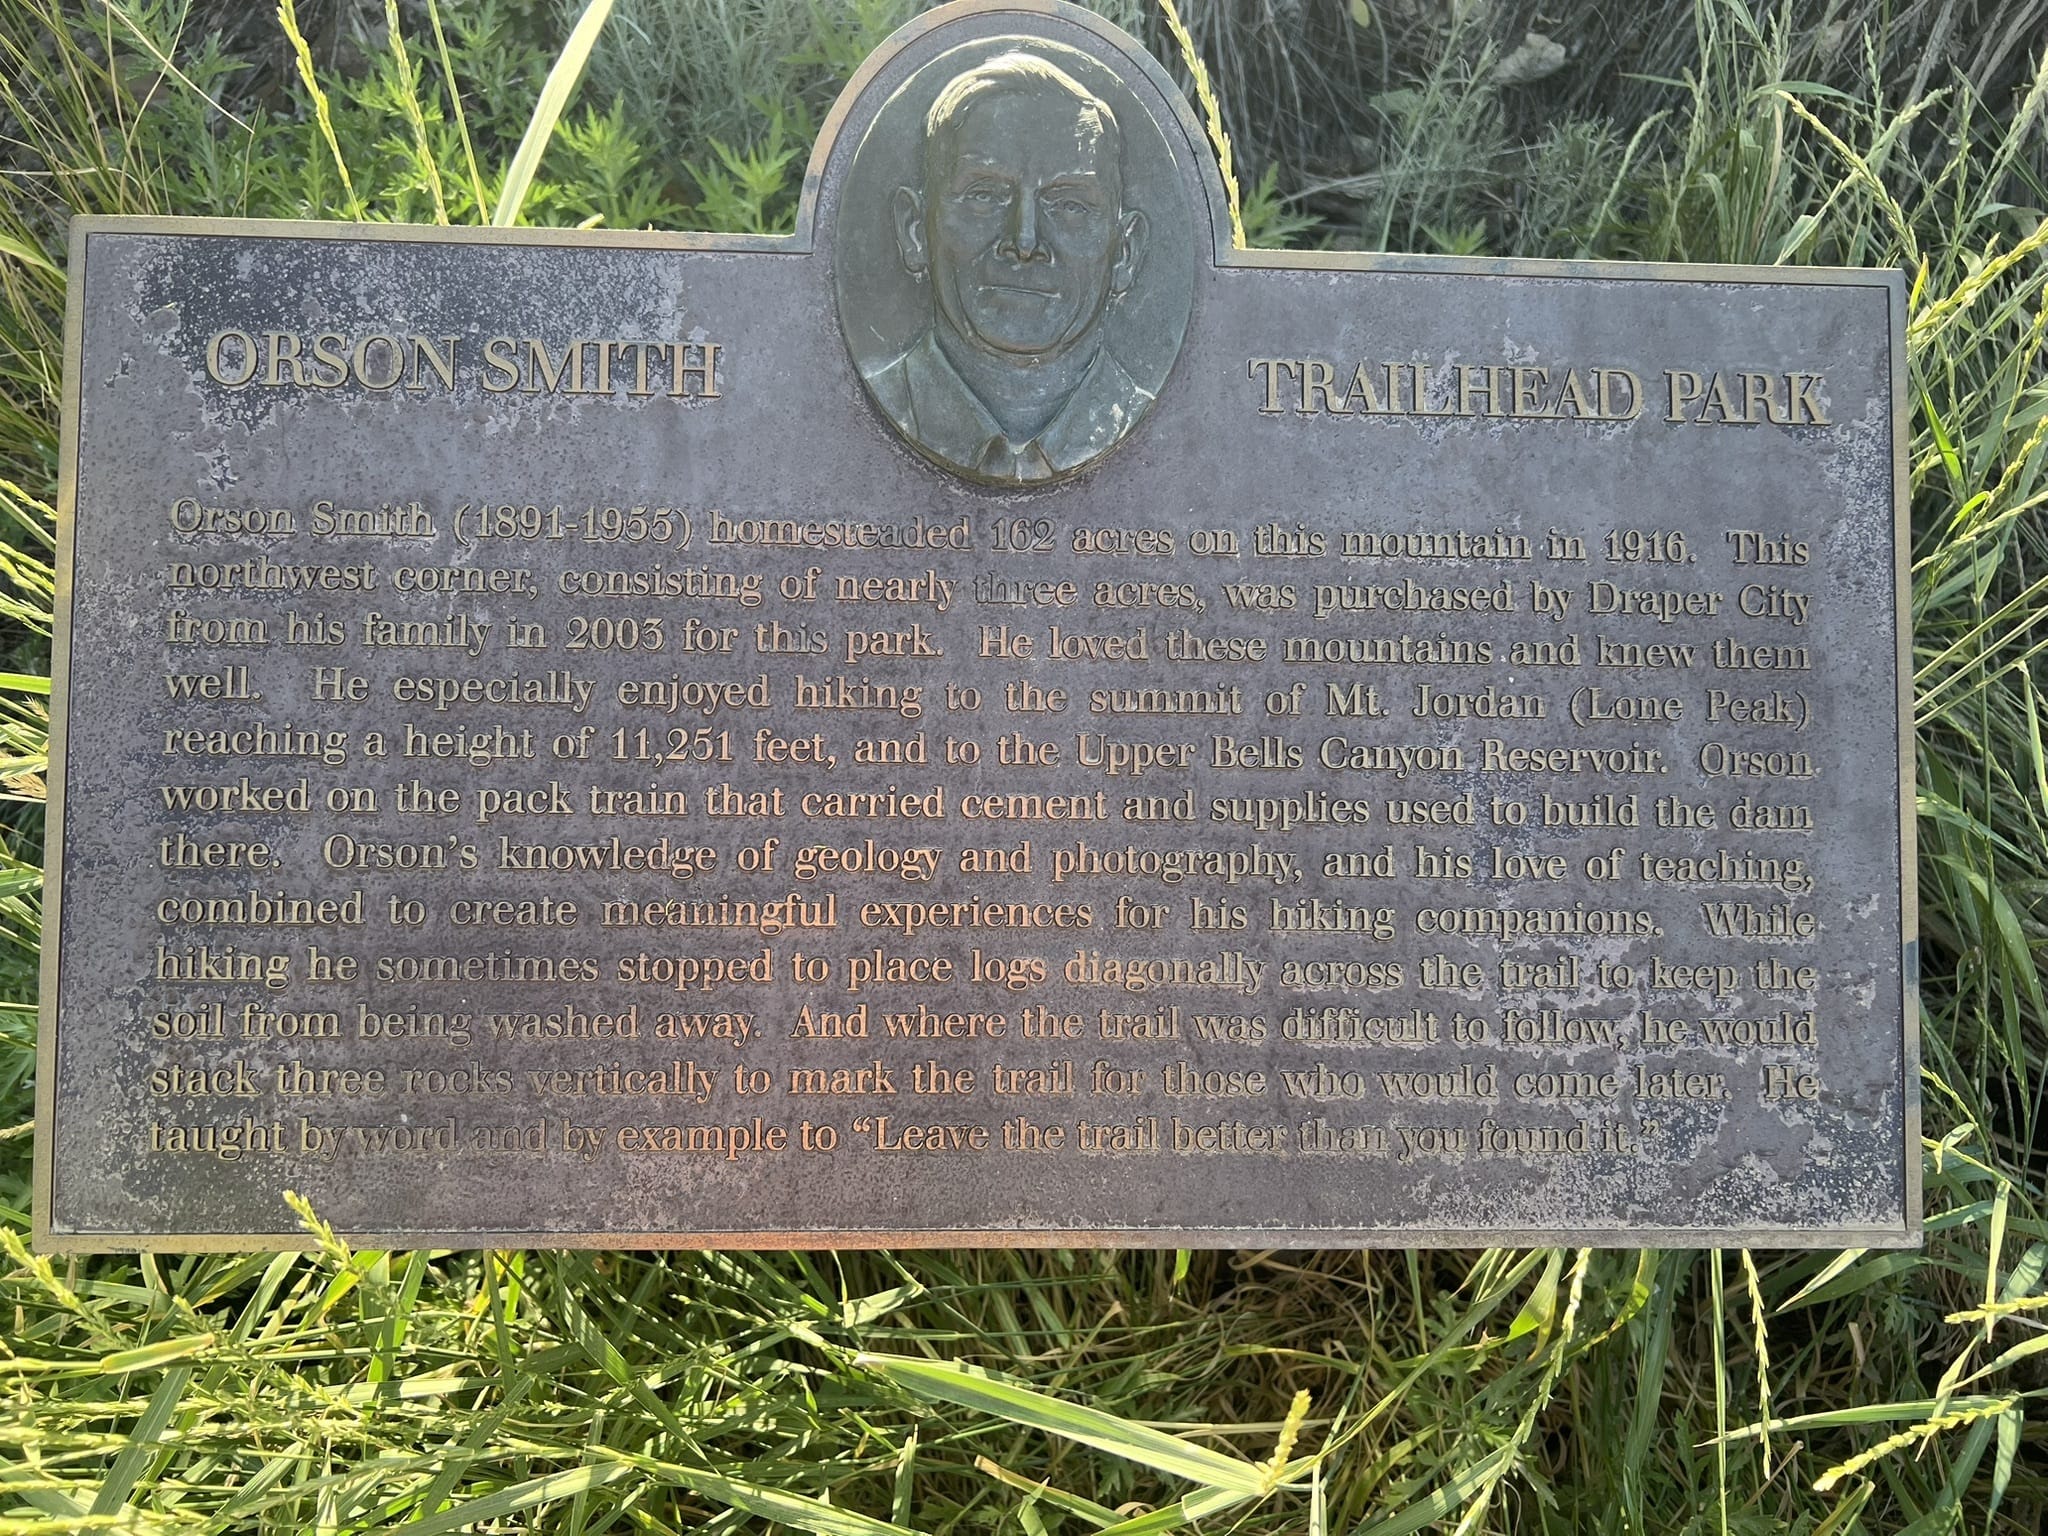 ORSON SMITH TRAILHEAD PARK
Orson Smith (1891-1955) homesteaded 162 acres on this mountain in 1916. This
northwest corner, consisting of nearly three acres, was purchased by Draper City
from his family in 2003 for this park. He loved these mountains and knew them
well. He especially enjoyed hiking to the summit of Mt. Jordan (Lone Peak)
reaching a height of 11,251 feet, and to the Upper Bells Canyon Reservoir. Orson
worked on the pack train that carried cement and supplies used to build the dam
there. Orson's knowledge of geology and photography, and his love of teaching,
combined to create meaningful experiences for his hiking companions. While
hiking he sometimes stopped to place logs diagonally across the trail to keep the
soil from being washed away. And where the trail was difficult to follow, he would
stack three rocks vertically to mark the trail for those who would come later. He
taught by word and by example to “Leave the trail better than you found it.”